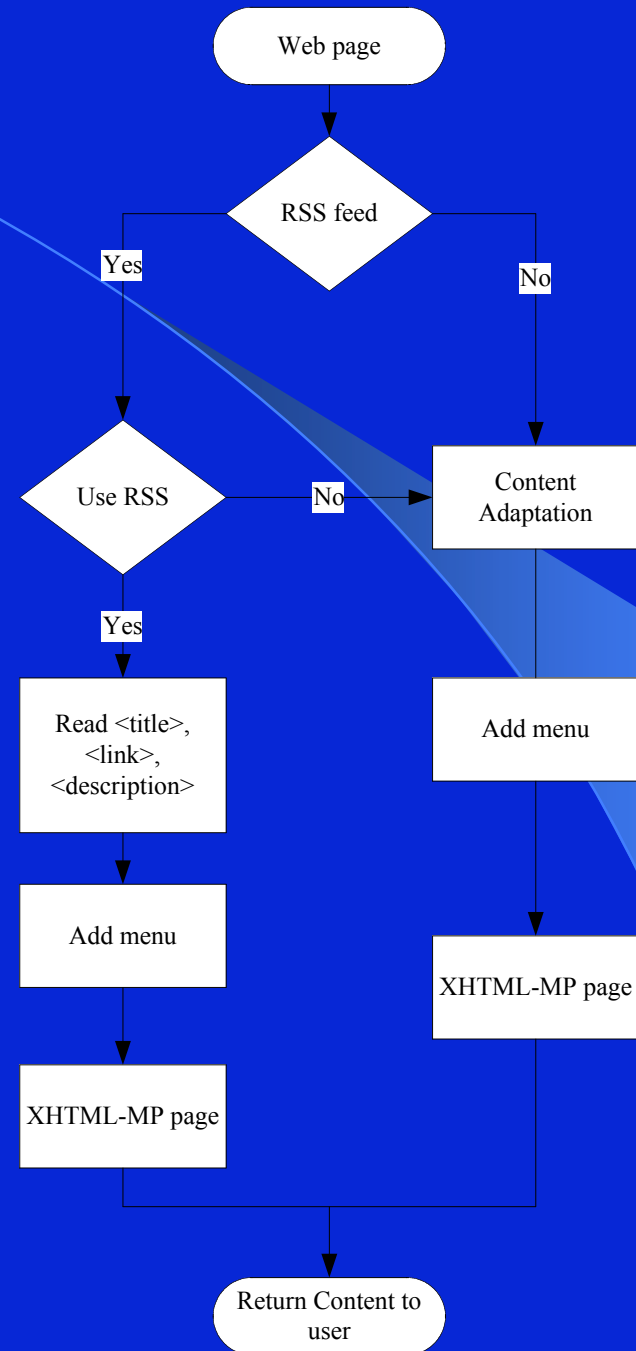 Web page
RSS feed
Yes
No
Use RSS
No
Content
Adaptation
Yes
Read <title>,
<link>,
<description>
Add menu
Add menu
XHTML-MP page
XHTML-MP page
Return Content to
user